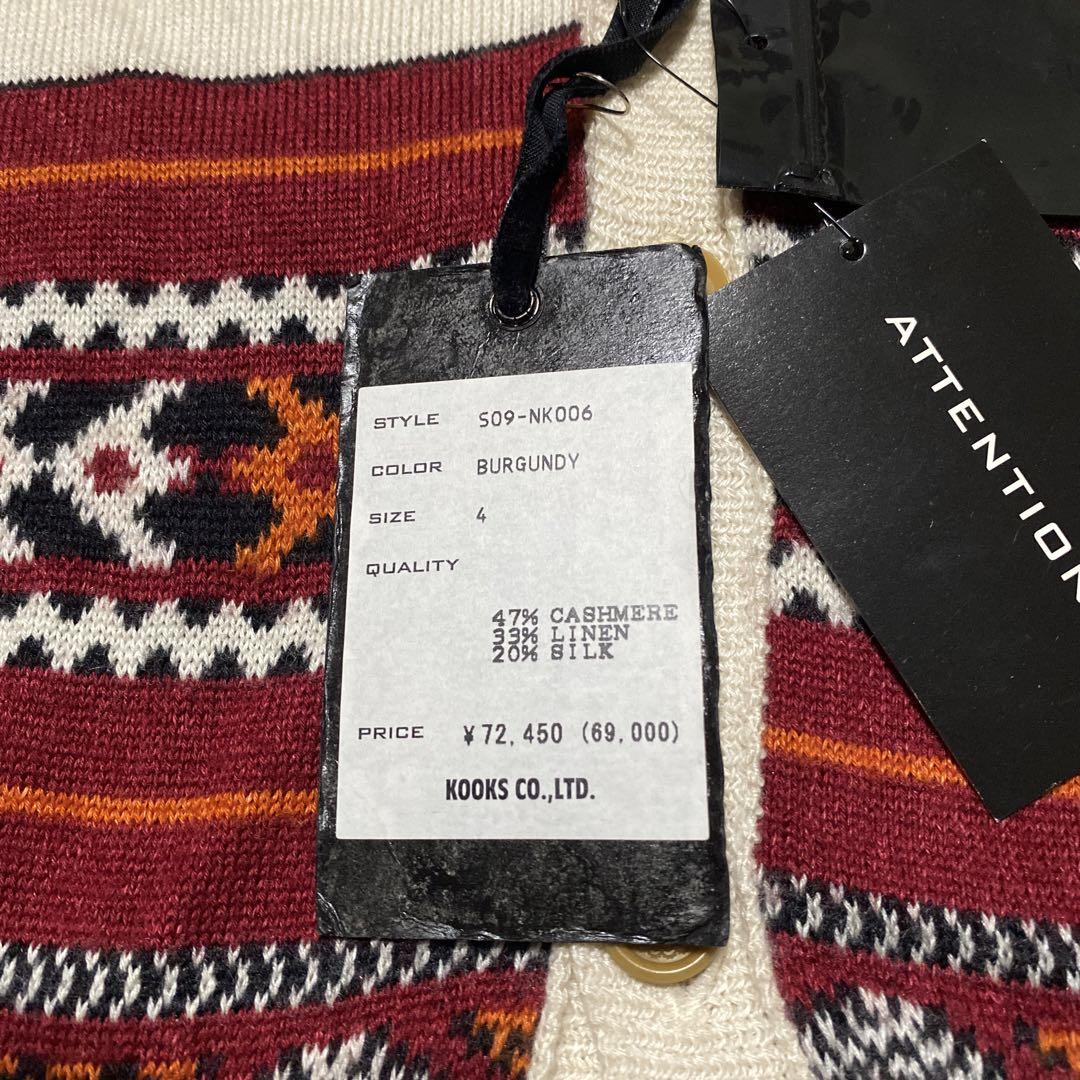 STYLE S09-NK006
COLOR BURGUNDY
SIZE 4
QUALITY
47% CASHMERE
33% LINEN
20% SILK
PRICE ¥72,450 (69,000)
KOOKS CO.,LTD.
ATTENTION